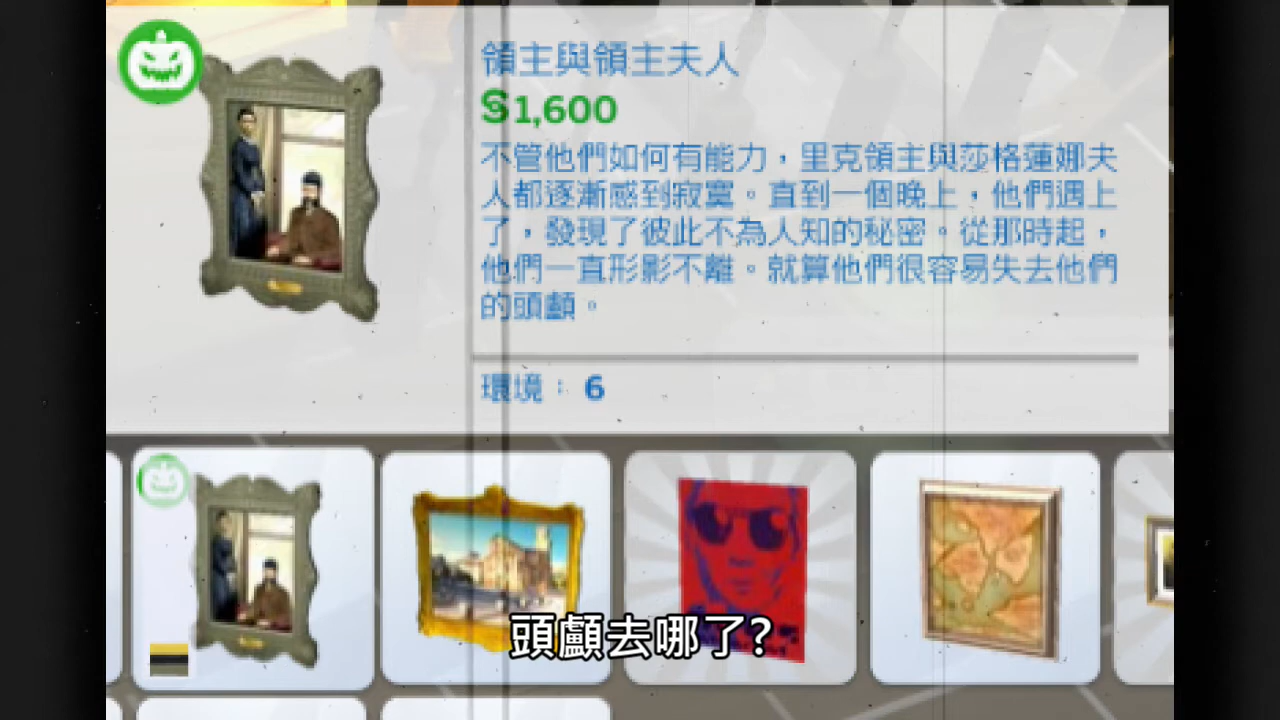 領主與領主夫人
§1,600
不管他們如何有能力，里克領主與莎格蓮娜夫
人都逐漸感到寂寞。直到一個晚上，他們遇上
了，發現了彼此不為人知的秘密。從那時起，
他們一直形影不離。就算他們很容易失去他們
的頭顱。
環境： 6
頭顱去哪了?